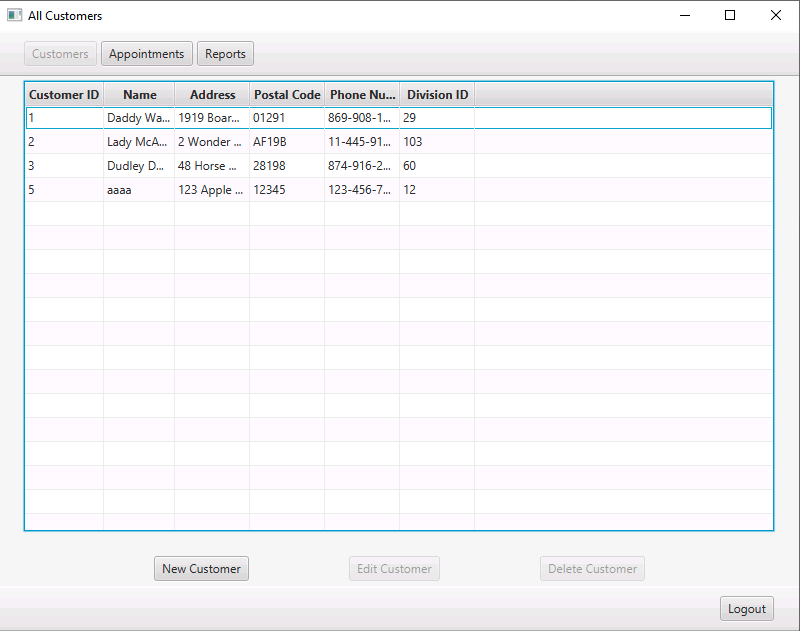 All Customers
Customers Appointments Reports
Customer ID Name Address Postal Code Phone Nu... Division ID
1 Daddy Wa... 1919 Boar... 01291 869-908-1... 29
2 Lady McA... 2 Wonder ... AF19B 11-445-91... 103
3 Dudley D... 48 Horse ... 28198 874-916-2... 60
5 aaaa 123 Apple ... 12345 123-456-7... 12
New Customer Edit Customer Delete Customer
Logout